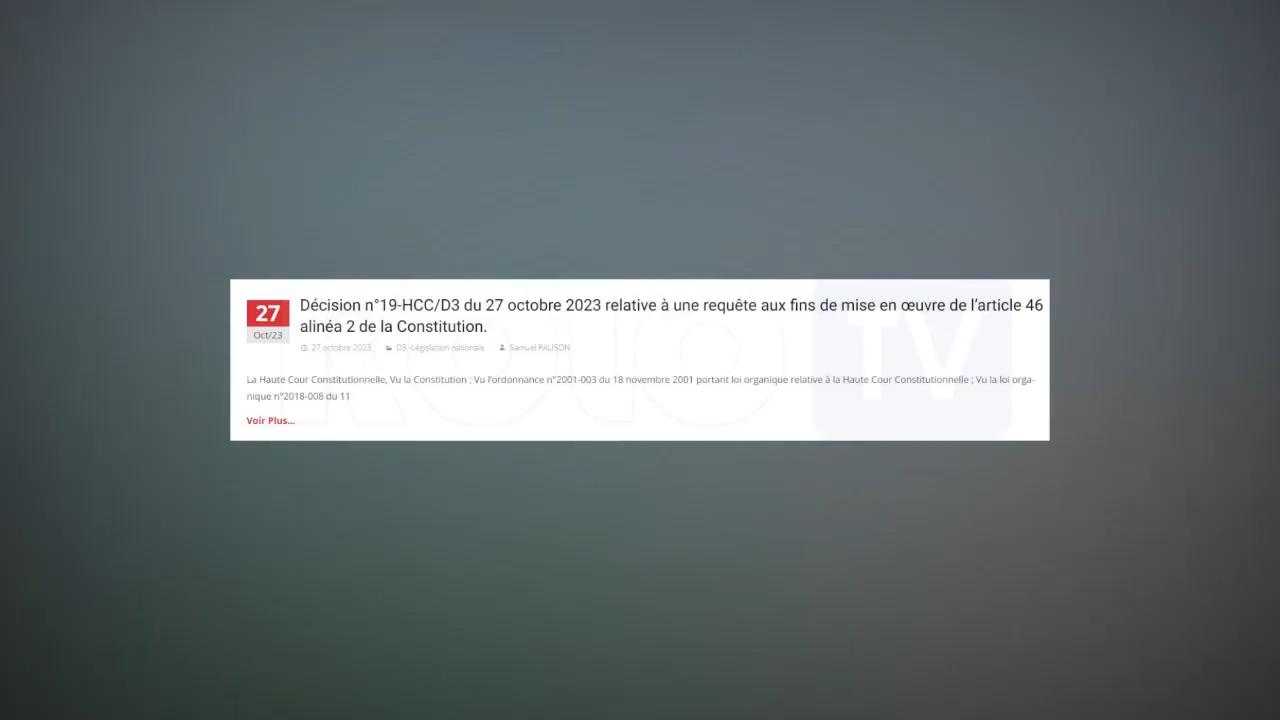 27
Oct/23
Décision n°19-HCC/D3 du 27 octobre 2023 relative à une requête aux fins de mise en œuvre de l’article 46
alinéa 2 de la Constitution.
27 octobre 2023 D3 -Législation nationale Samuel RALISON
La Haute Cour Constitutionnelle, Vu la Constitution ; Vu l’ordonnance n°2001-003 du 18 novembre 2001 portant loi organique relative à la Haute Cour Constitutionnelle ; Vu la loi orga-
nique n°2018-008 du 11
Voir Plus...
TV